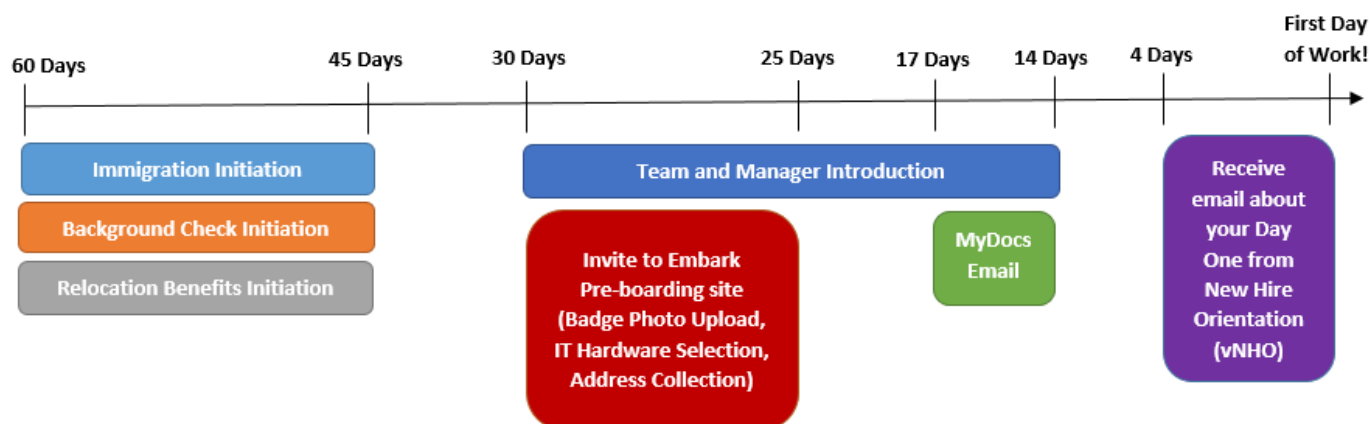 First Day
of Work!
60 Days
45 Days
30 Days
25 Days
17 Days
14 Days
4 Days
Immigration Initiation
Background Check Initiation
Relocation Benefits Initiation
Team and Manager Introduction
Invite to Embark
Pre-boarding site
(Badge Photo Upload,
IT Hardware Selection,
Address Collection)
MyDocs
Email
Receive
email about
your Day
One from
New Hire
Orientation
(vNHO)